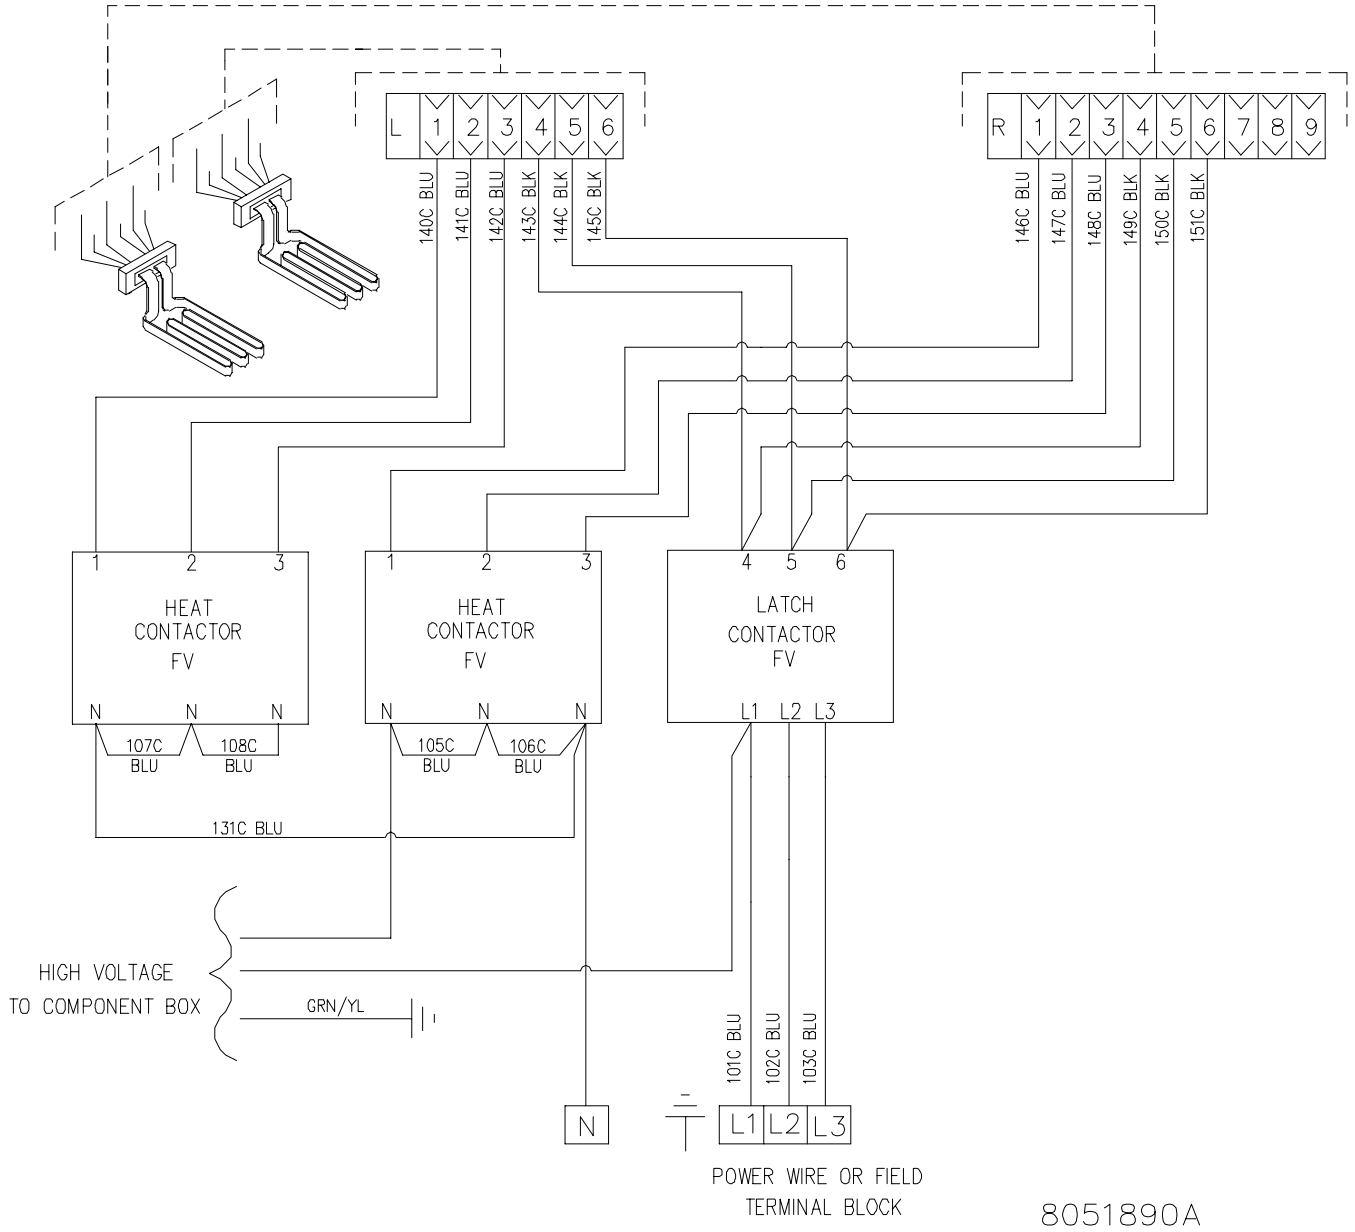 L 1 2 3 4 5 6
R 1 2 3 4 5 6 7 8 9
140C BLU
141C BLU
142C BLU
143C BLK
144C BLK
145C BLK
146C BLU
147C BLU
148C BLU
149C BLK
150C BLK
151C BLK
1 2 3
HEAT
CONTACTOR
FV
N N N
1 2 3
HEAT
CONTACTOR
FV
N N N
4 5 6
LATCH
CONTACTOR
FV
L1 L2 L3
107C
BLU
108C
BLU
105C
BLU
106C
BLU
131C BLU
HIGH VOLTAGE
TO COMPONENT BOX
GRN/YL
101C BLU
102C BLU
103C BLU
N
L1 L2 L3
POWER WIRE OR FIELD
TERMINAL BLOCK
8051890A